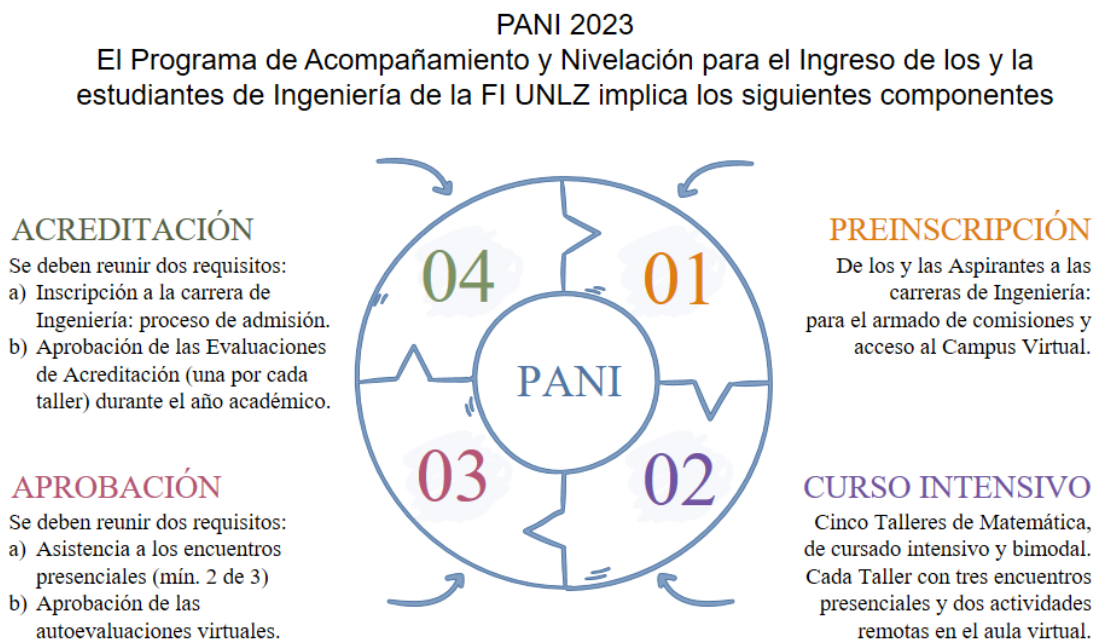 PANI 2023
El Programa de Acompañamiento y Nivelación para el Ingreso de los y la
estudiantes de Ingeniería de la FI UNLZ implica los siguientes componentes
ACREDITACIÓN
Se deben reunir dos requisitos:
a) Inscripción a la carrera de
Ingeniería: proceso de admisión.
b) Aprobación de las Evaluaciones
de Acreditación (una por cada
taller) durante el año académico.
04
01
PREINSCRIPCIÓN
De los y las Aspirantes a las
carreras de Ingeniería:
para el armado de comisiones y
acceso al Campus Virtual.
PANI
APROBACIÓN
Se deben reunir dos requisitos:
a) Asistencia a los encuentros
presenciales (mín. 2 de 3)
b) Aprobación de las
autoevaluaciones virtuales.
03
02
CURSO INTENSIVO
Cinco Talleres de Matemática,
de cursado intensivo y bimodal.
Cada Taller con tres encuentros
presenciales y dos actividades
remotas en el aula virtual.